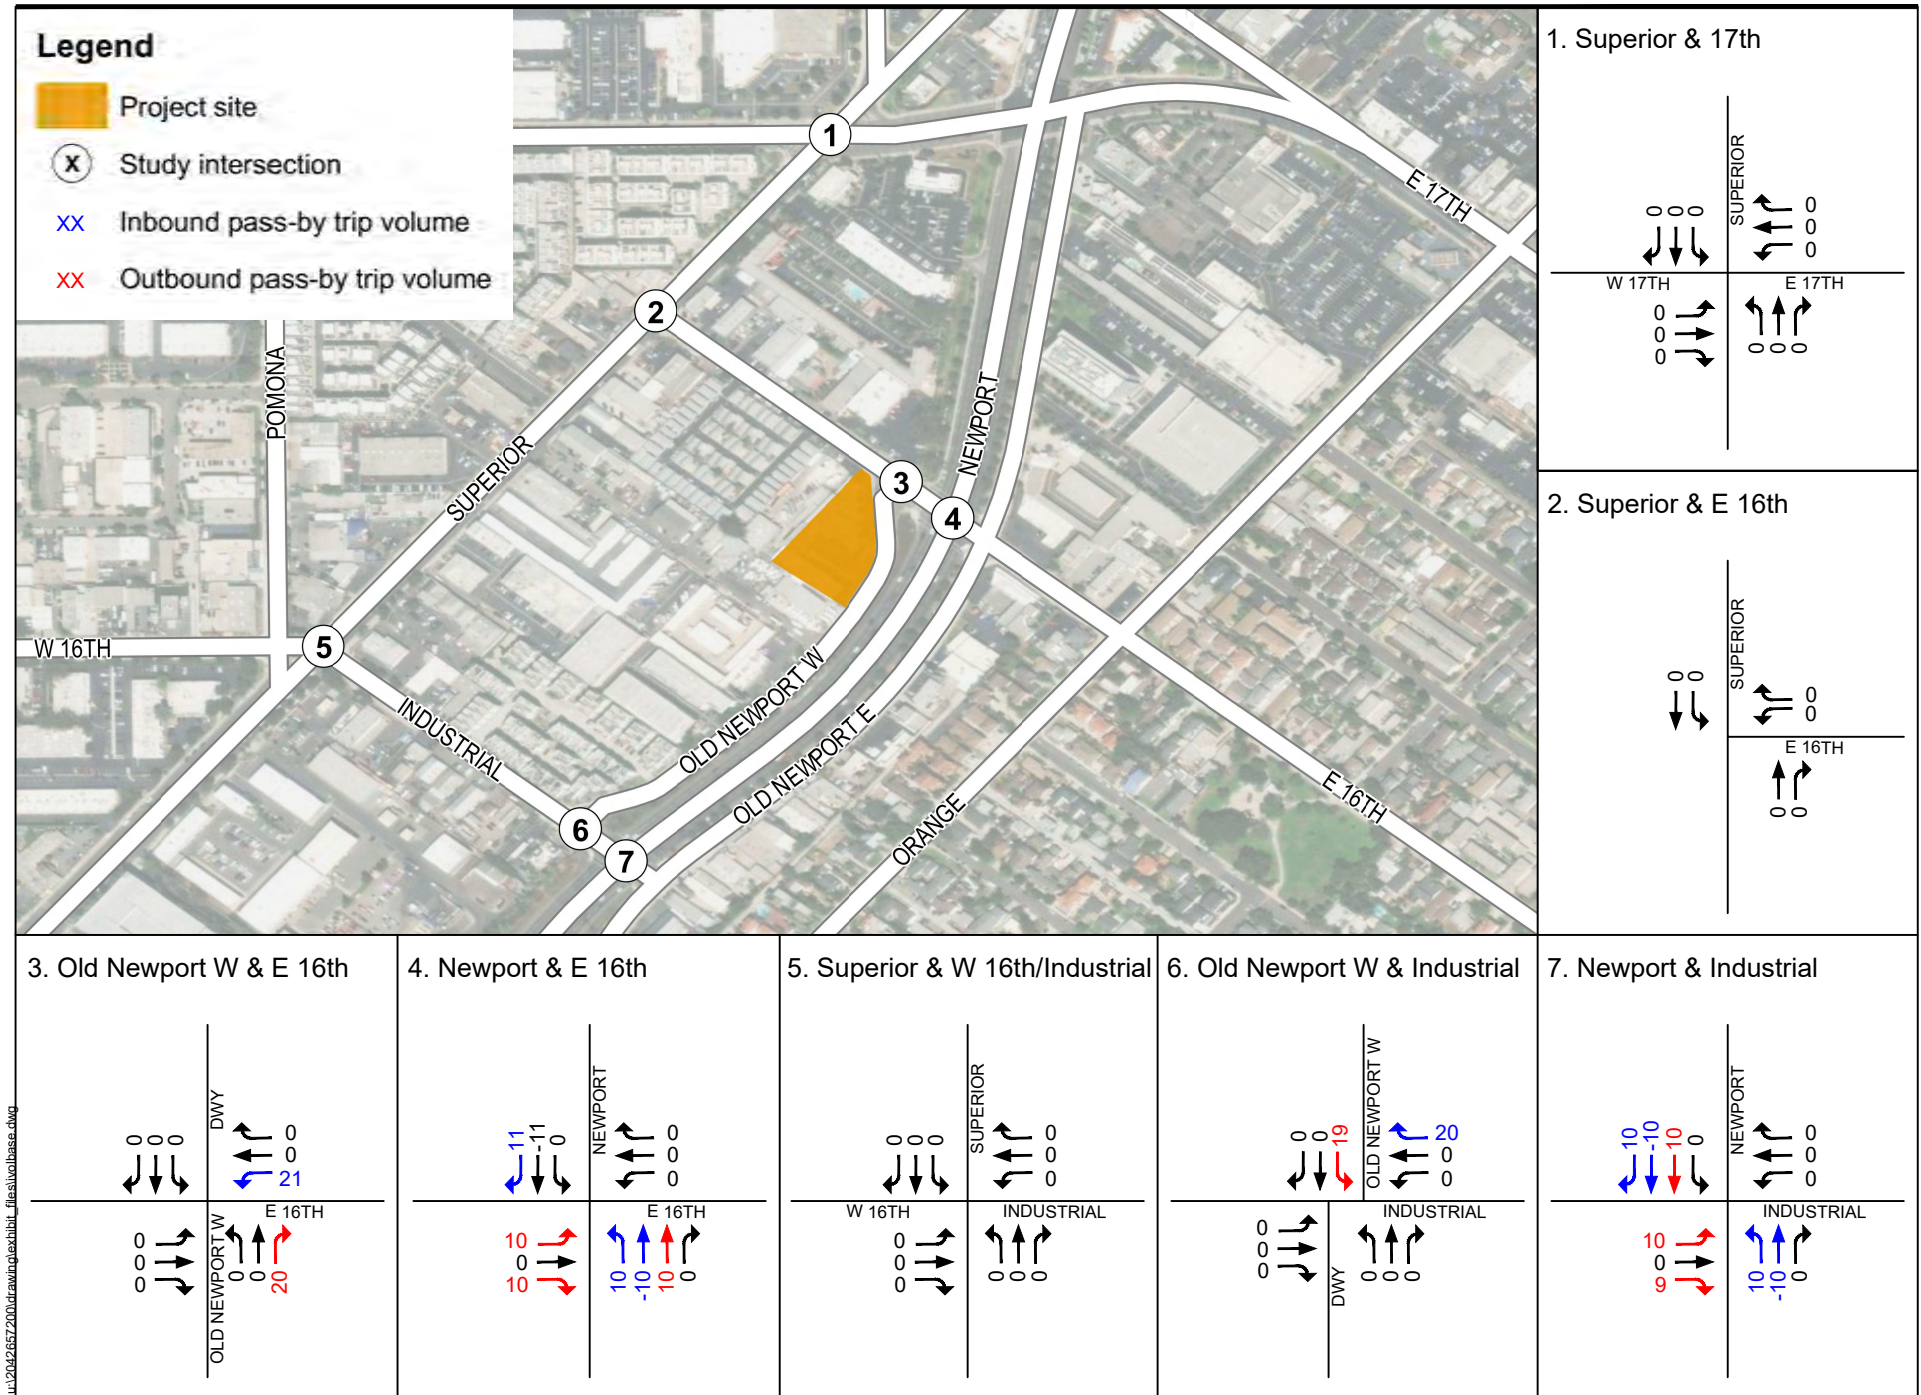 Legend
Project site
X Study intersection
XX Inbound pass-by trip volume
XX Outbound pass-by trip volume
1
2
3
4
5
6
7
E 17TH
POMONA
SUPERIOR
NEWPORT
W 16TH
INDUSTRIAL
OLD NEWPORT W
OLD NEWPORT E
ORANGE
E 16TH
1. Superior & 17th
SUPERIOR
0 0 0
0
0
0
W 17TH
E 17TH
0
0
0
0 0 0
2. Superior & E 16th
SUPERIOR
0 0
0
0
E 16TH
0 0
3. Old Newport W & E 16th
DWY
0 0 0
0
0
21
E 16TH
OLD NEWPORT W
0
0
0
0 0 20
4. Newport & E 16th
NEWPORT
11 -11 0
0
0
0
E 16TH
10
0
10
10 -10 10 0
5. Superior & W 16th/Industrial
SUPERIOR
0 0 0
0
0
0
W 16TH
INDUSTRIAL
0
0
0
0 0 0
6. Old Newport W & Industrial
OLD NEWPORT W
0 0 19
20
0
0
INDUSTRIAL
DWY
0
0
0
0 0 0
7. Newport & Industrial
NEWPORT
10 -10 10 0
0
0
0
INDUSTRIAL
10
0
9
10 -10 0
u:\2042657200\drawing\exhibit_files\volbase.dwg